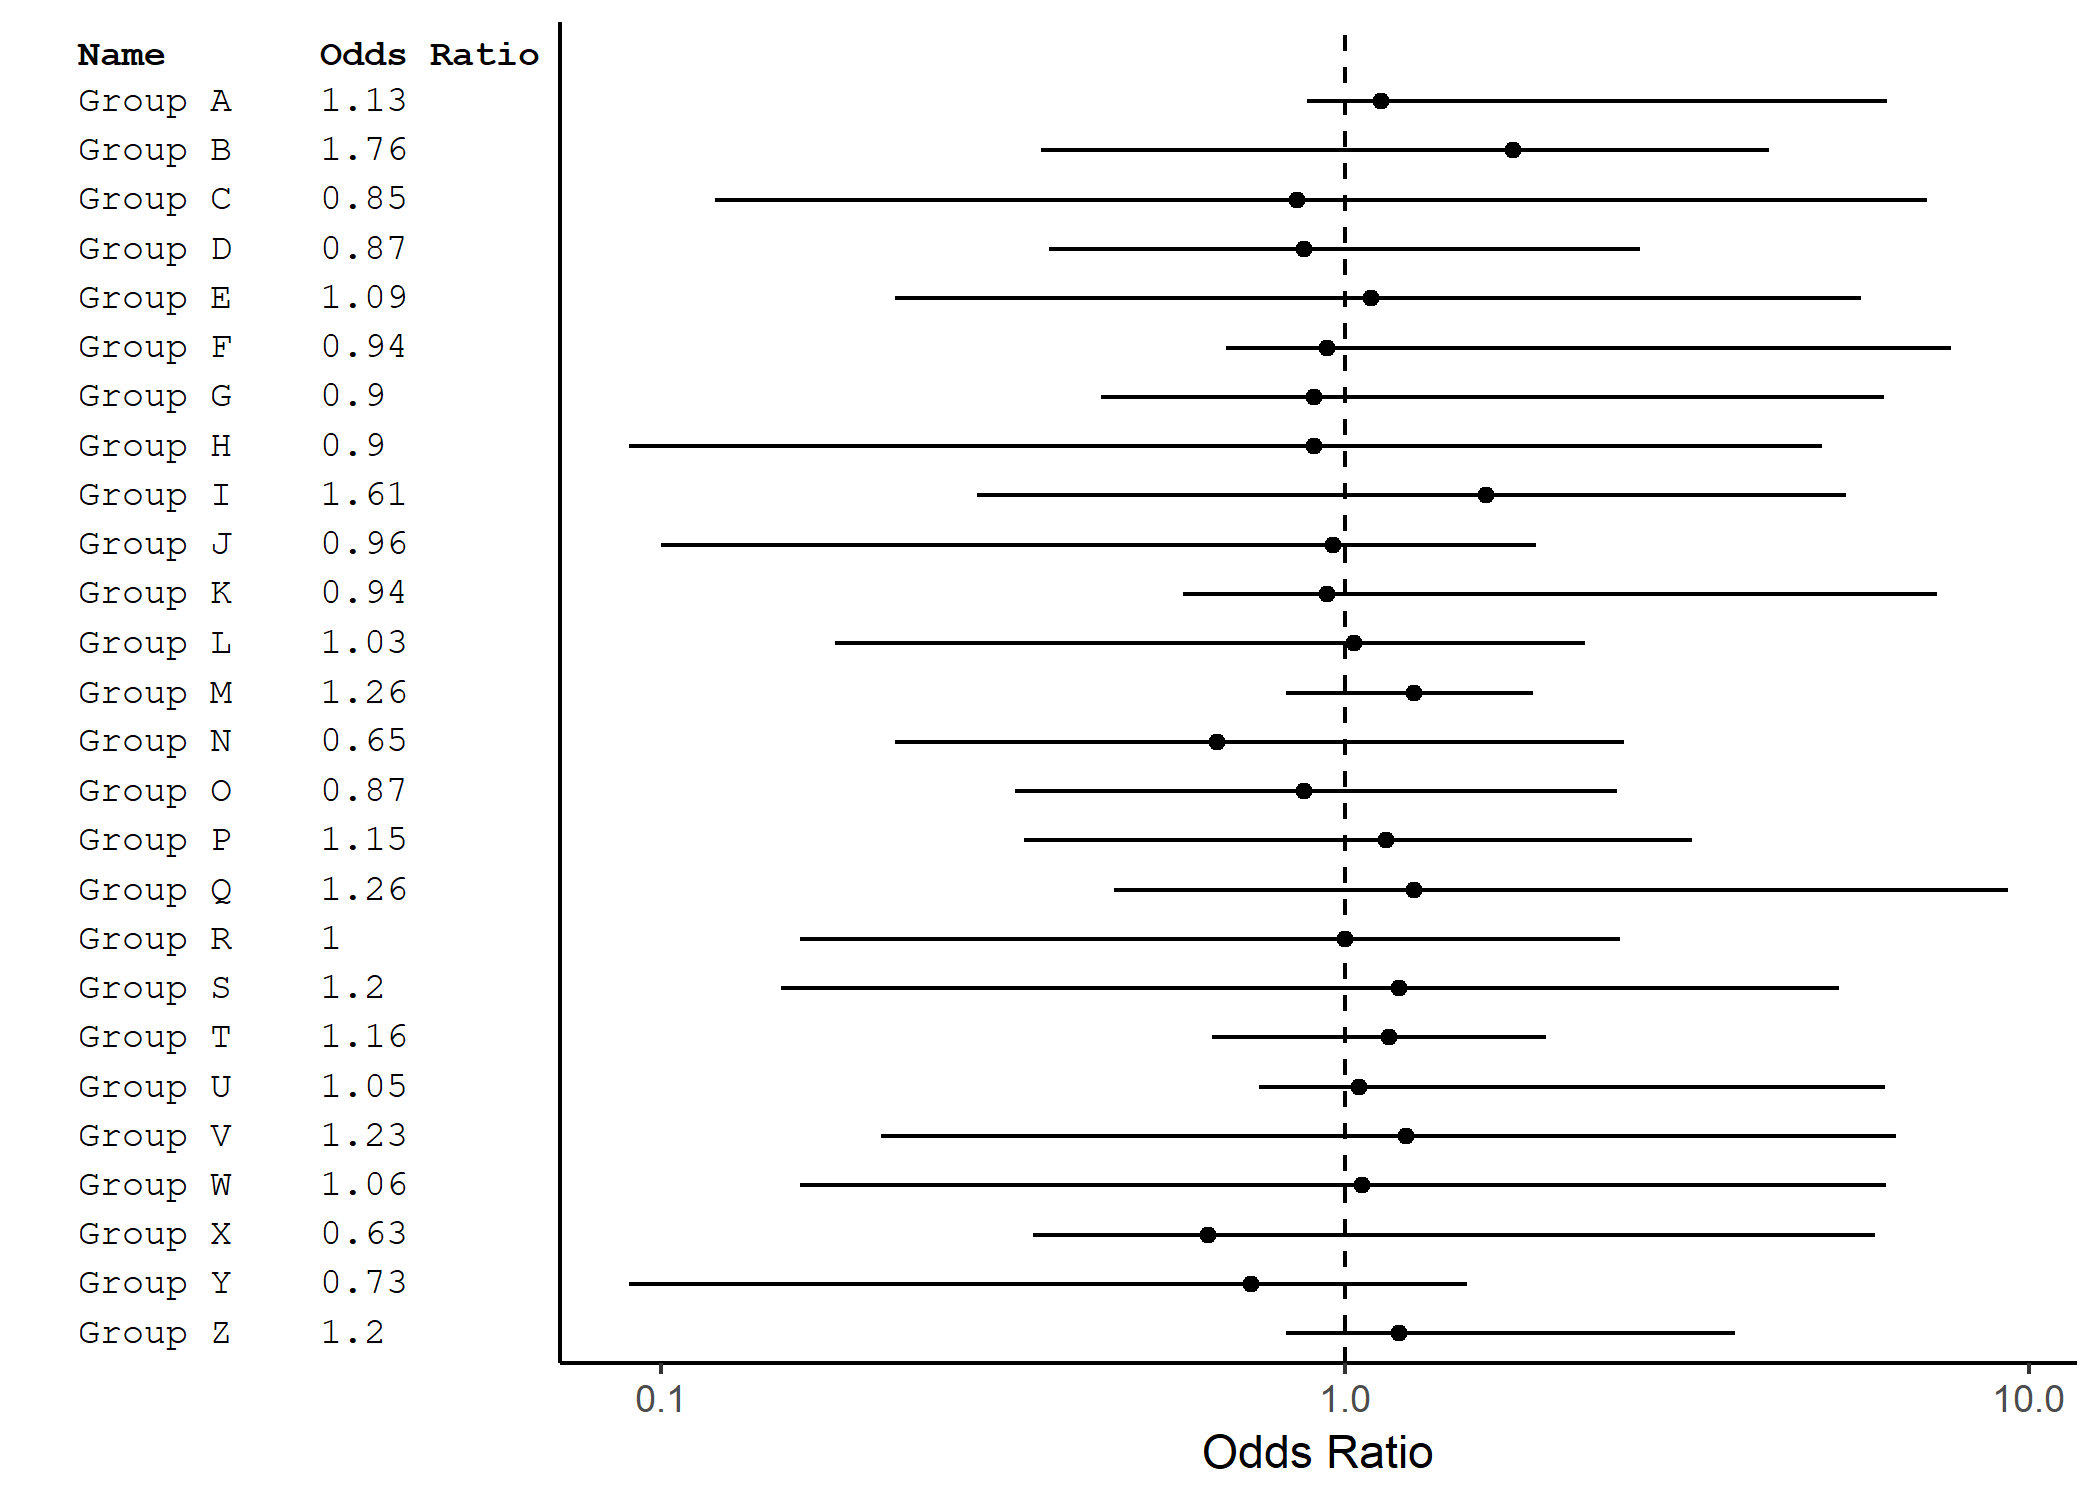 Name Odds Ratio
Group A 1.13
Group B 1.76
Group C 0.85
Group D 0.87
Group E 1.09
Group F 0.94
Group G 0.9
Group H 0.9
Group I 1.61
Group J 0.96
Group K 0.94
Group L 1.03
Group M 1.26
Group N 0.65
Group O 0.87
Group P 1.15
Group Q 1.26
Group R 1
Group S 1.2
Group T 1.16
Group U 1.05
Group V 1.23
Group W 1.06
Group X 0.63
Group Y 0.73
Group Z 1.2
0.1 1.0 10.0
Odds Ratio